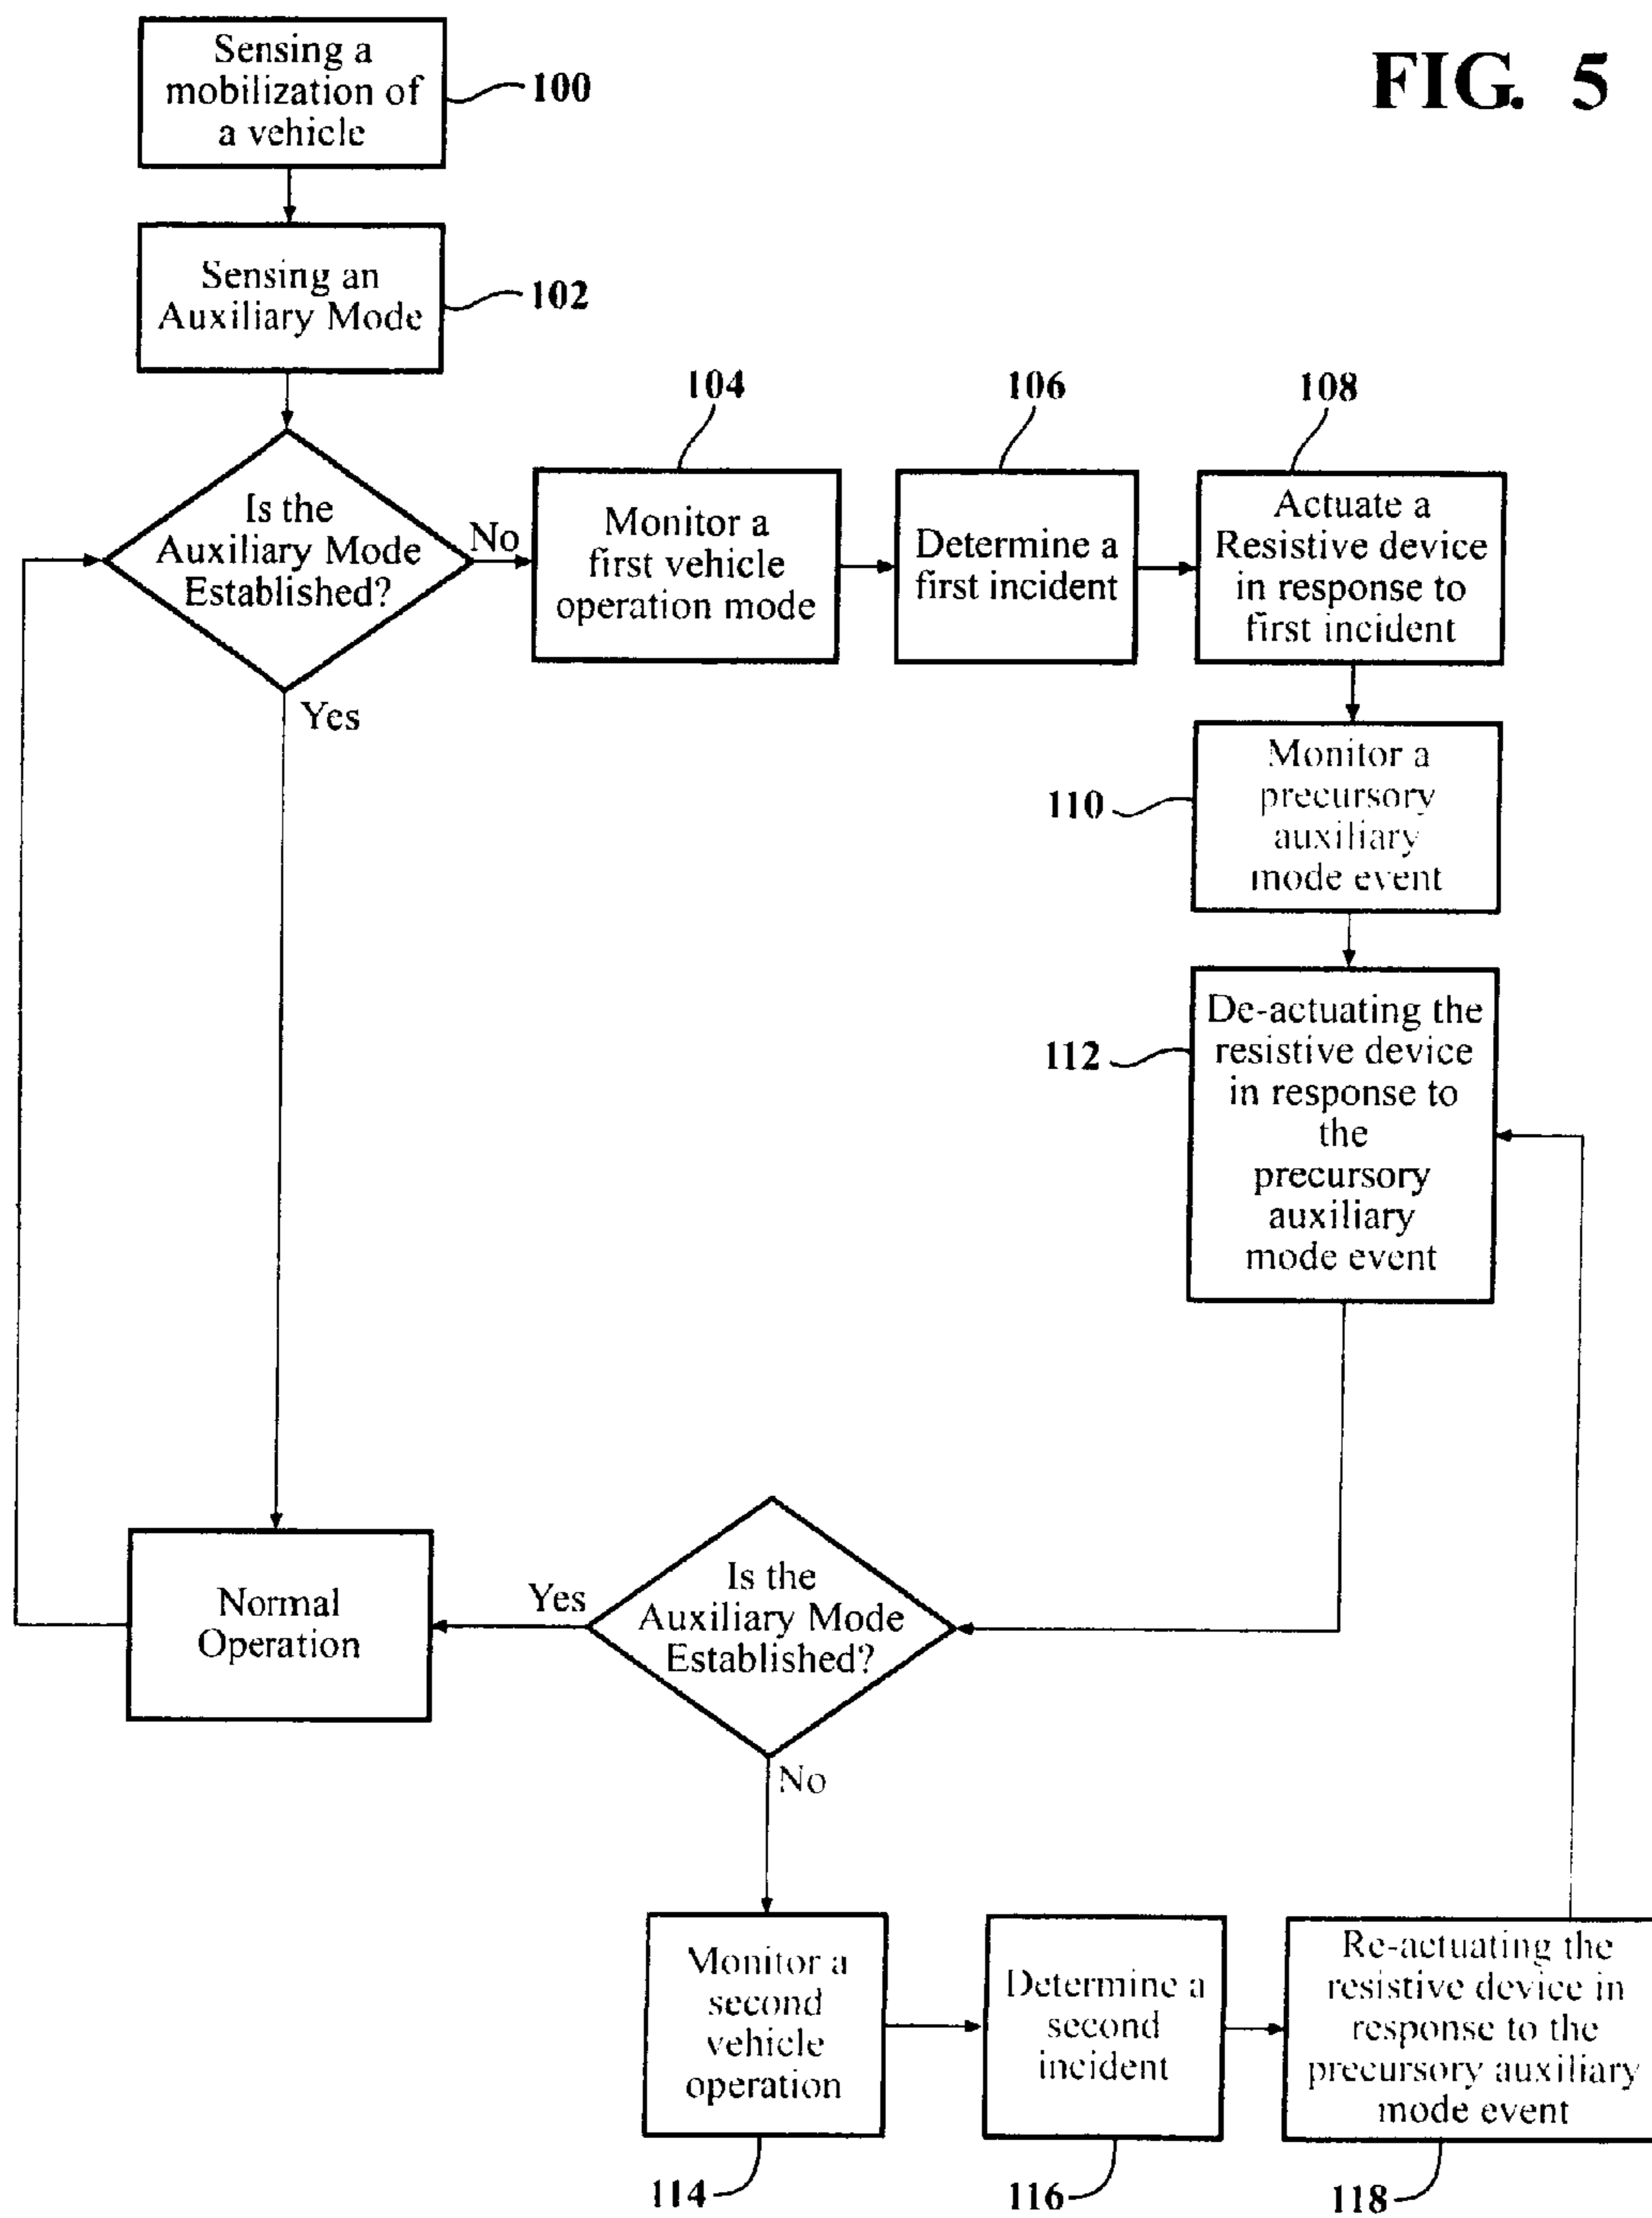 FIG. 5
Sensing a
mobilization of
a vehicle
100
Sensing an
Auxiliary Mode
102
Is the
Auxiliary Mode
Established?
No
Yes
104
Monitor a
first vehicle
operation mode
106
Determine a
first incident
108
Actuate a
Resistive device
in response to
first incident
110
Monitor a
precursory
auxiliary
mode event
112
De-actuating the
resistive device
in response to
the
precursory
auxiliary
mode event
Normal
Operation
Yes
Is the
Auxiliary Mode
Established?
No
Monitor a
second
vehicle
operation
114
Determine a
second
incident
116
Re-actuating the
resistive device in
response to the
precursory auxiliary
mode event
118